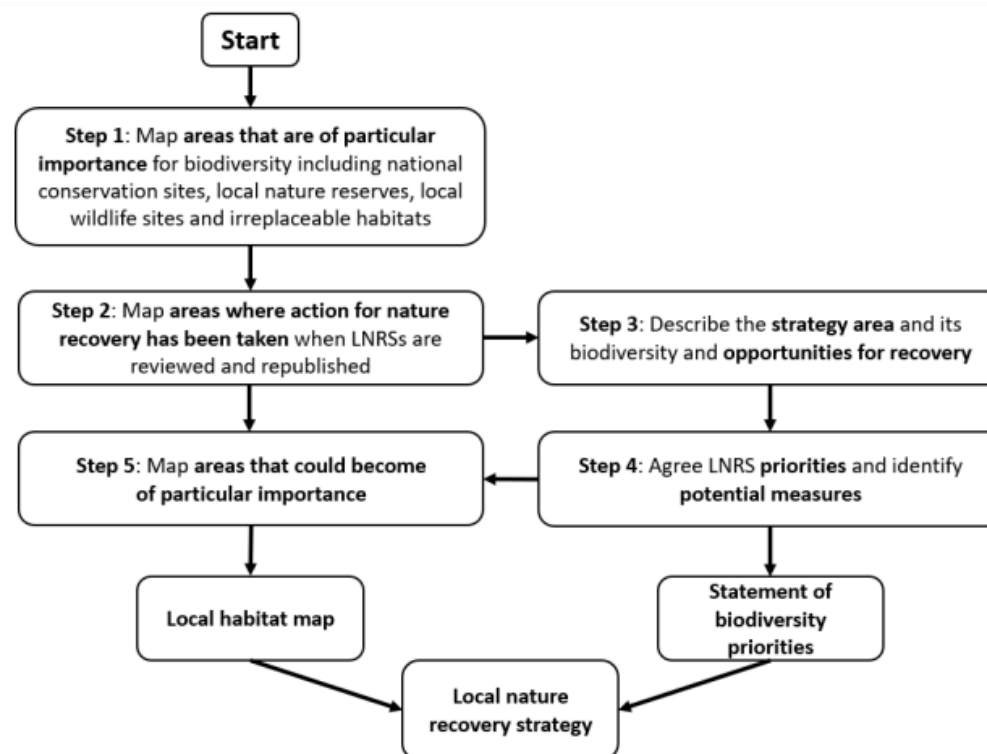 Start
Step 1: Map areas that are of particular
importance for biodiversity including national
conservation sites, local nature reserves, local
wildlife sites and irreplaceable habitats
Step 2: Map areas where action for nature
recovery has been taken when LNRSs are
reviewed and republished
Step 3: Describe the strategy area and its
biodiversity and opportunities for recovery
Step 4: Agree LNRS priorities and identify
potential measures
Step 5: Map areas that could become
of particular importance
Local habitat map
Statement of
biodiversity
priorities
Local nature
recovery strategy